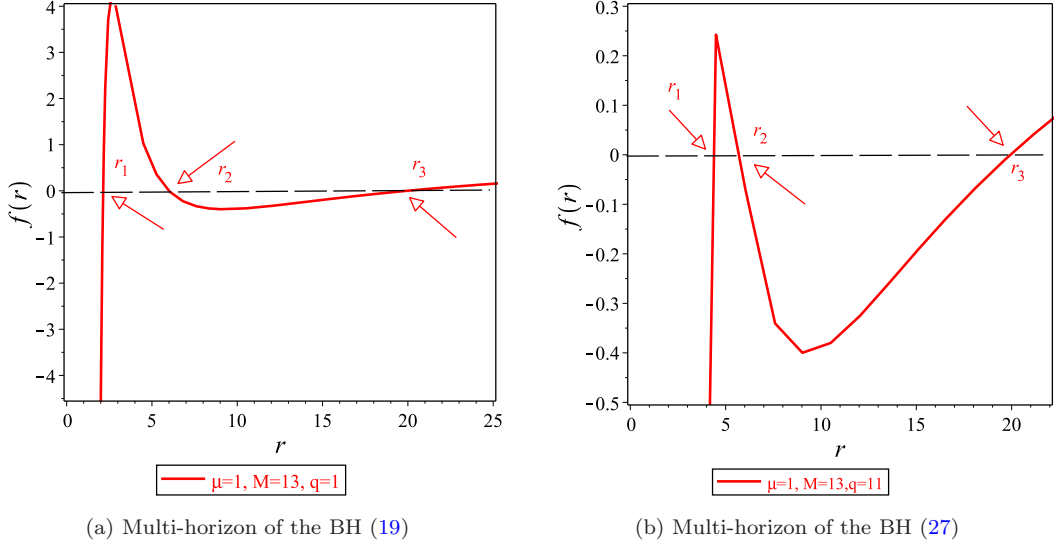 4
3
2
1
0
−1
−2
−3
−4
f(r)
r₁
r₂
r₃
0 5 10 15 20 25
r
μ=1, M=13, q=1
(a) Multi-horizon of the BH (19)
0.3
0.2
0.1
0
−0.1
−0.2
−0.3
−0.4
−0.5
f(r)
r₁
r₂
r₃
0 5 10 15 20
r
μ=1, M=13,q=11
(b) Multi-horizon of the BH (27)